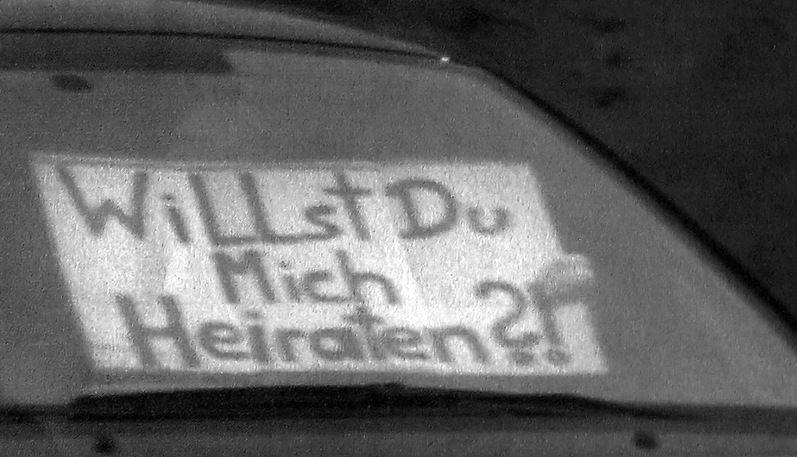 Willst Du
Mich
Heiraten?!